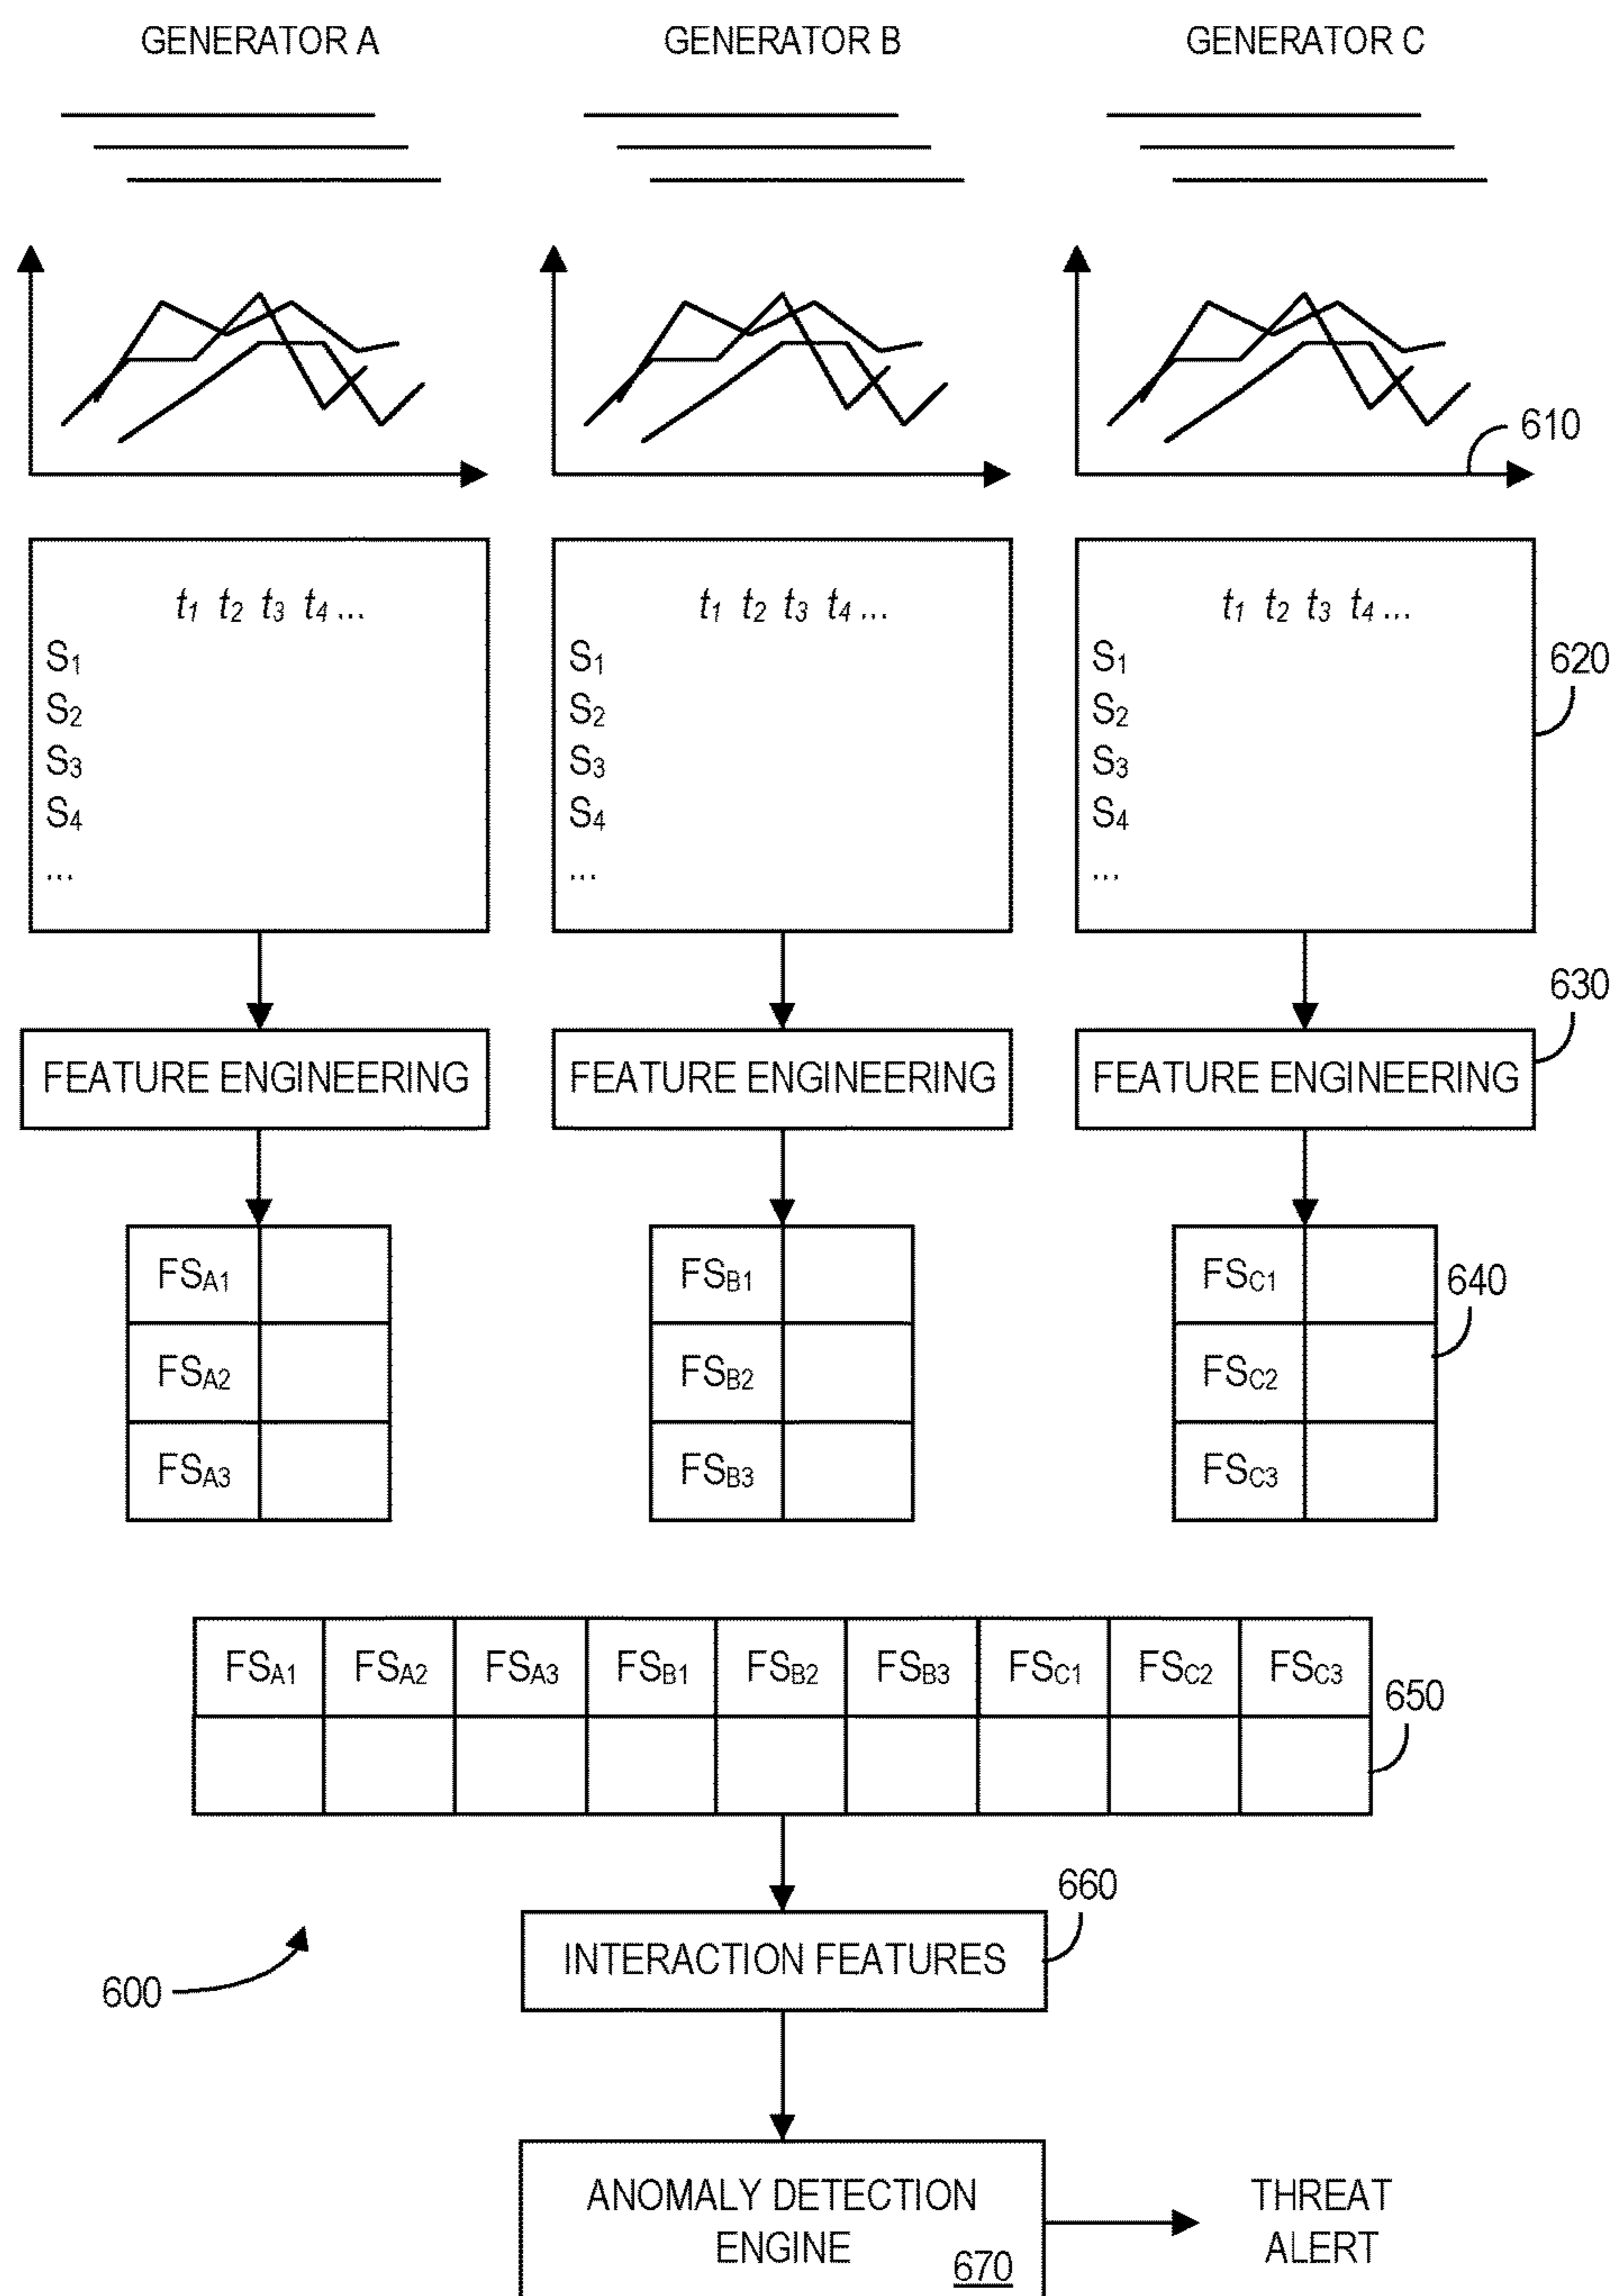 GENERATOR A GENERATOR B GENERATOR C
610
t1 t2 t3 t4 ... t1 t2 t3 t4 ... t1 t2 t3 t4 ...
S1 S1 S1
620
S2 S2 S2
S3 S3 S3
S4 S4 S4
... ... ...
630
FEATURE ENGINEERING FEATURE ENGINEERING FEATURE ENGINEERING
FSA1 FSB1 FSC1
640
FSA2 FSB2 FSC2
FSA3 FSB3 FSC3
FSA1 FSA2 FSA3 FSB1 FSB2 FSB3 FSC1 FSC2 FSC3
650
660
INTERACTION FEATURES
600
ANOMALY DETECTION
ENGINE
670
THREAT
ALERT